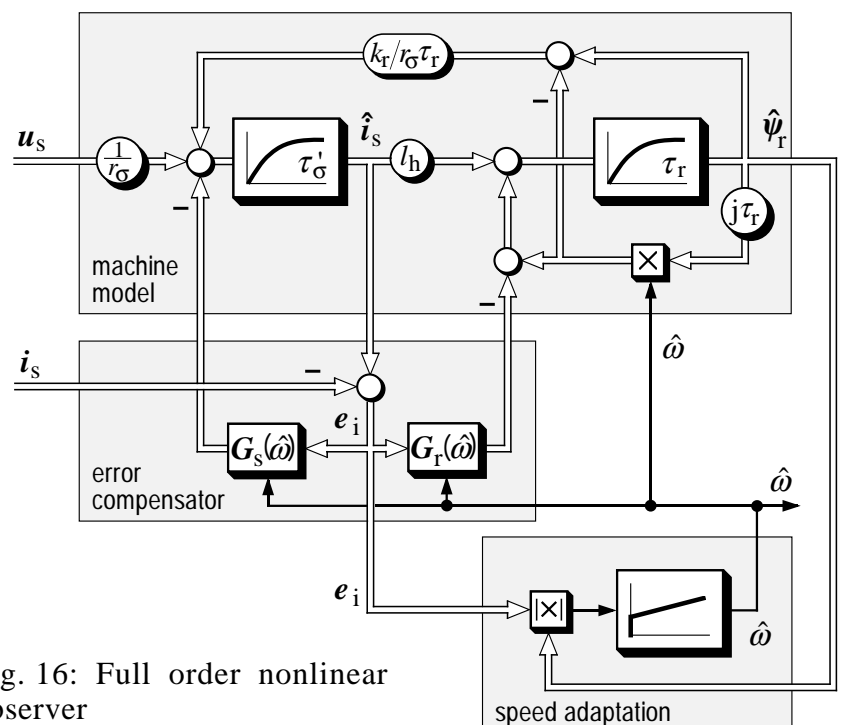 k_r/r_σ τ_r
−
u_s
1/r_σ
î_s
l_h
ψ̂_r
τ'_σ
τ_r
jτ_r
−
×
−
machine
model
ω̂
i_s
−
e_i
G_s(ω̂)
G_r(ω̂)
error
compensator
ω̂
e_i
|×|
ω̂
g. 16: Full order nonlinear
server
speed adaptation